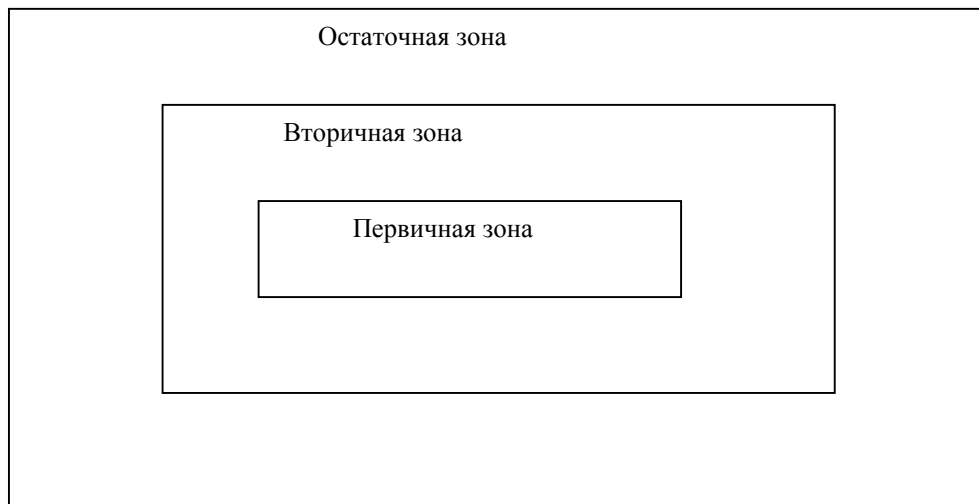 Остаточная зона
Вторичная зона
Первичная зона